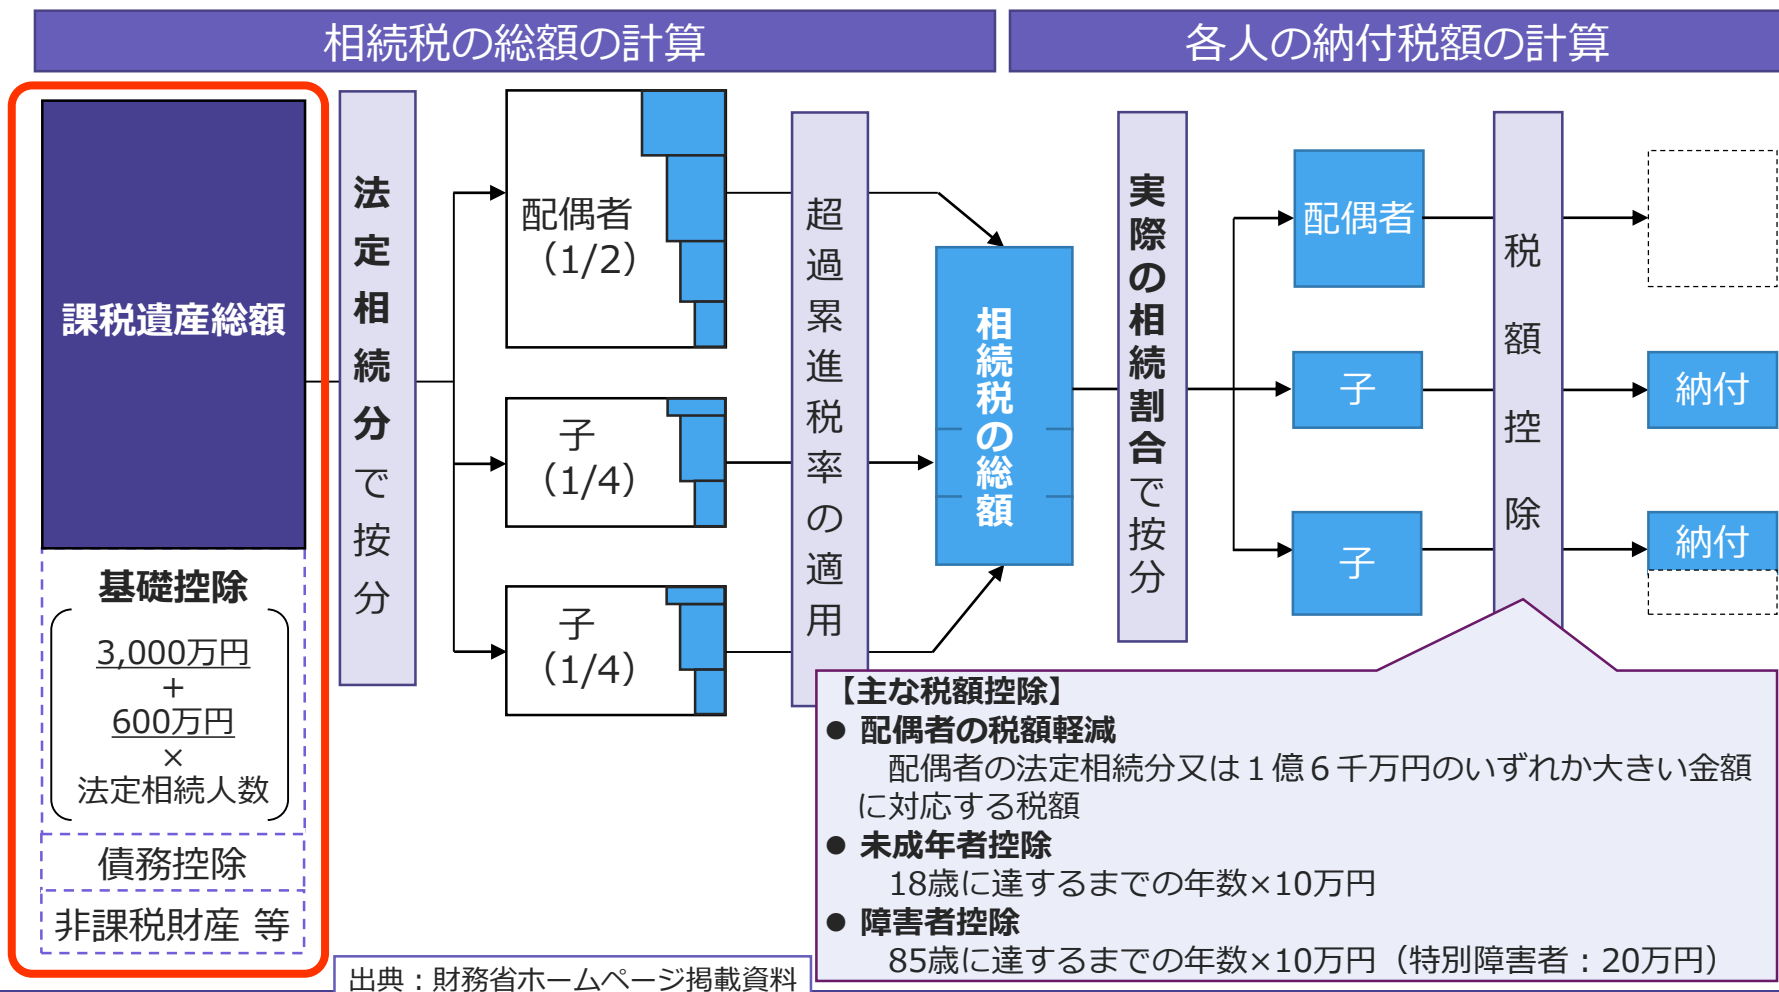 相続税の総額の計算
各人の納付税額の計算
課税遺産総額
基礎控除
3,000万円
+
600万円
×
法定相続人数
債務控除
非課税財産 等
法定相続分で按分
配偶者
（1/2）
子
（1/4）
子
（1/4）
超過累進税率の適用
相続税の総額
実際の相続割合で按分
配偶者
子
子
税額控除
納付
納付
【主な税額控除】
● 配偶者の税額軽減
配偶者の法定相続分又は１億６千万円のいずれか大きい金額
に対応する税額
● 未成年者控除
18歳に達するまでの年数×10万円
● 障害者控除
85歳に達するまでの年数×10万円（特別障害者：20万円）
出典：財務省ホームページ掲載資料